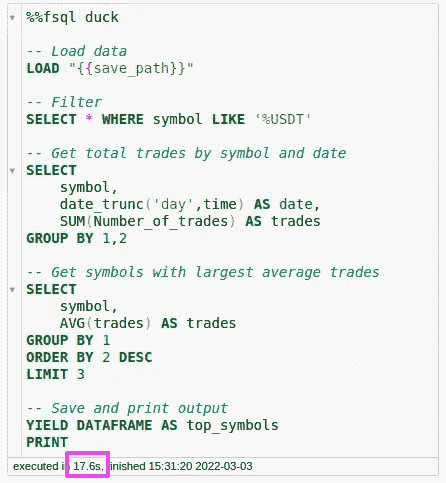 %%fsql duck
-- Load data
LOAD "{{save_path}}"
-- Filter
SELECT * WHERE symbol LIKE '%USDT'
-- Get total trades by symbol and date
SELECT
symbol,
date_trunc('day',time) AS date,
SUM(Number_of_trades) AS trades
GROUP BY 1,2
-- Get symbols with largest average trades
SELECT
symbol,
AVG(trades) AS trades
GROUP BY 1
ORDER BY 2 DESC
LIMIT 3
-- Save and print output
YIELD DATAFRAME AS top_symbols
PRINT
executed in 17.6s, finished 15:31:20 2022-03-03